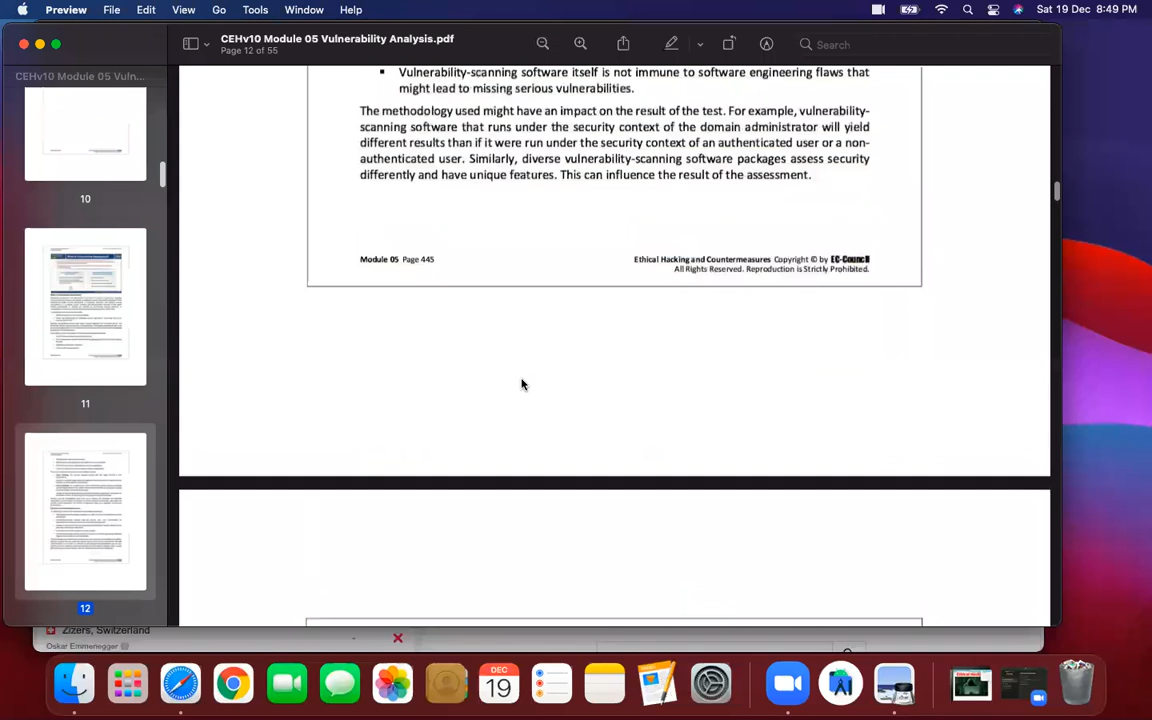 Preview File Edit View Go Tools Window Help Sat 19 Dec 8:49 PM
CEHv10 Module 05 Vulnerability Analysis.pdf
Page 12 of 55
Search
CEHv10 Module 05 Vuln...
10
11
12
▪ Vulnerability-scanning software itself is not immune to software engineering flaws that
might lead to missing serious vulnerabilities.
The methodology used might have an impact on the result of the test. For example, vulnerability-
scanning software that runs under the security context of the domain administrator will yield
different results than if it were run under the security context of an authenticated user or a non-
authenticated user. Similarly, diverse vulnerability-scanning software packages assess security
differently and have unique features. This can influence the result of the assessment.
Module 05 Page 445
Ethical Hacking and Countermeasures Copyright © by EC-Council
All Rights Reserved. Reproduction is Strictly Prohibited.
Zizers, Switzerland
Oskar Emmenegger
DEC
19